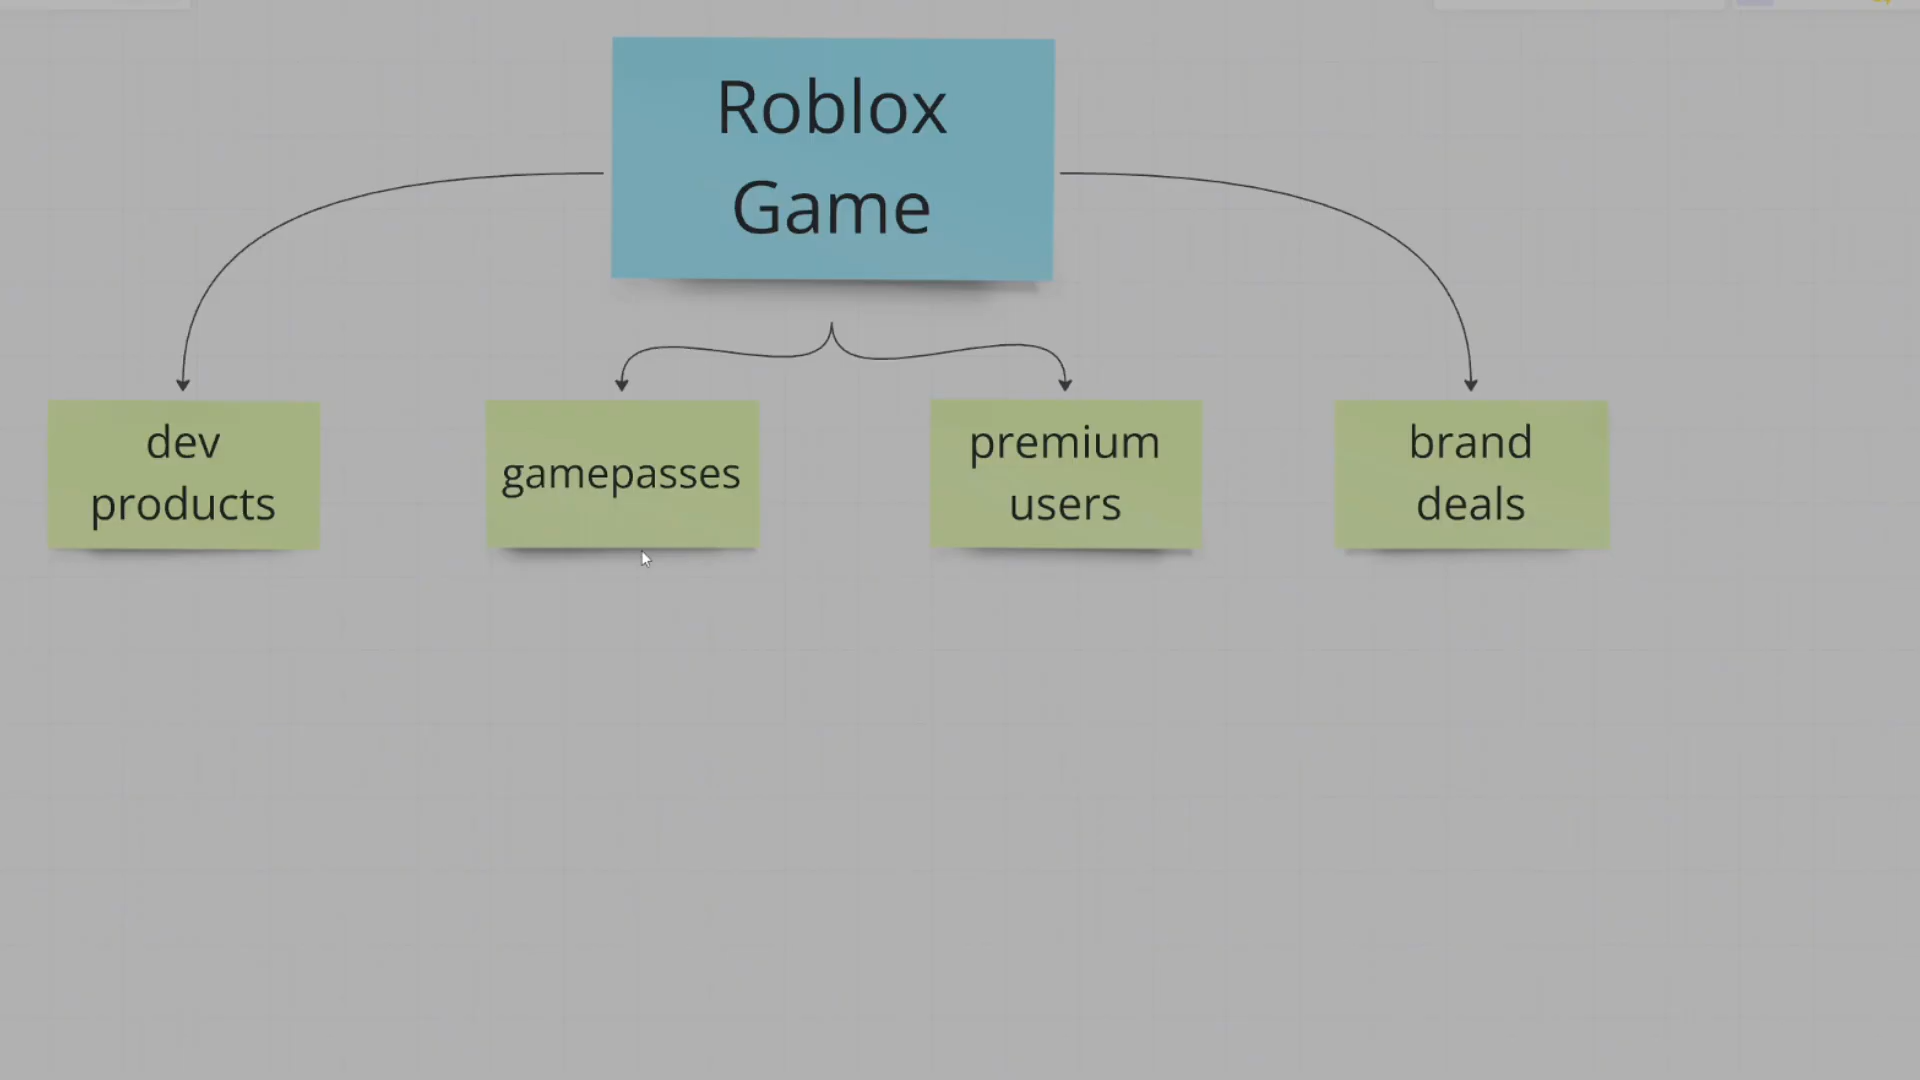 Roblox
Game
dev
products
gamepasses
premium
users
brand
deals